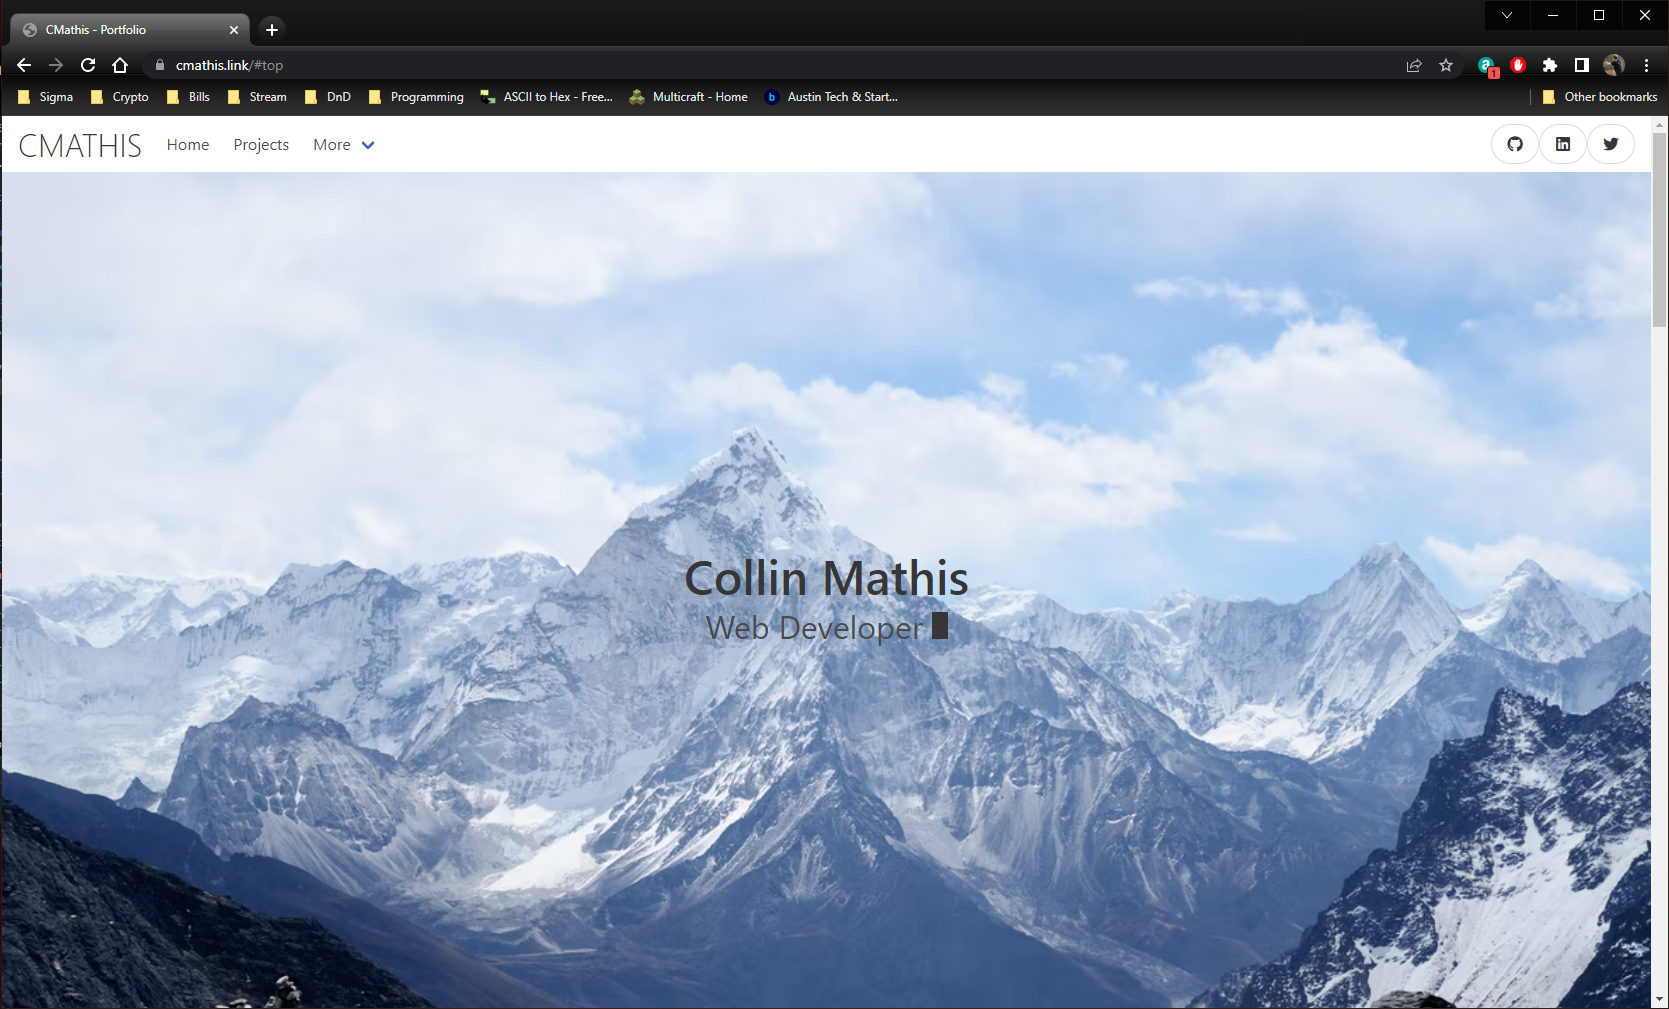 CMathis - Portfolio
cmathis.link/#top
1
Sigma Crypto Bills Stream DnD Programming ASCII to Hex - Free... Multicraft - Home b Austin Tech & Start... Other bookmarks
CMATHIS Home Projects More
Collin Mathis
Web Developer